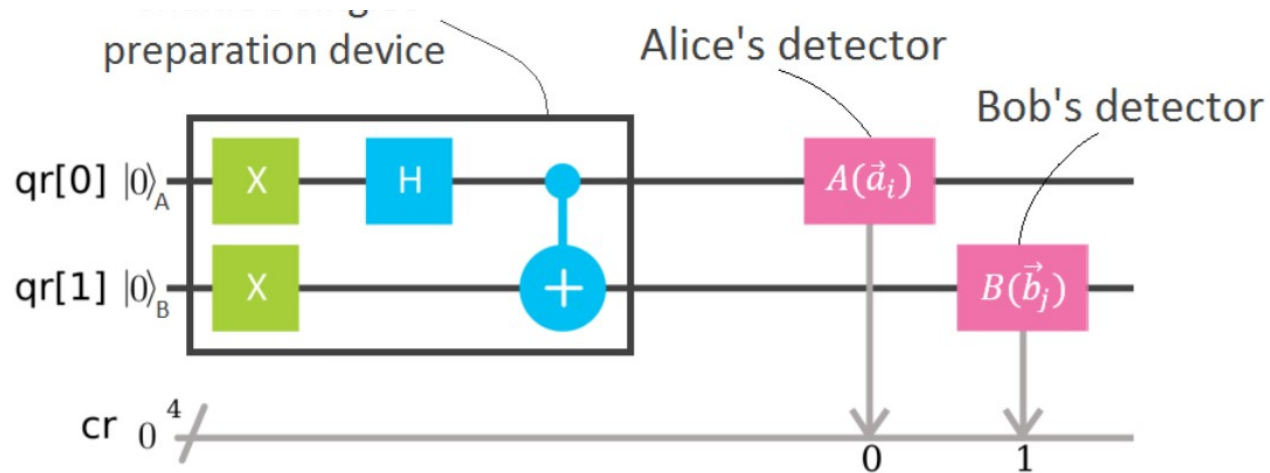 preparation device
Alice's detector
Bob's detector
qr[0] |0⟩A
X
H
A(a⃗ᵢ)
qr[1] |0⟩B
X
+
B(b⃗ⱼ)
cr 0 4
0 1